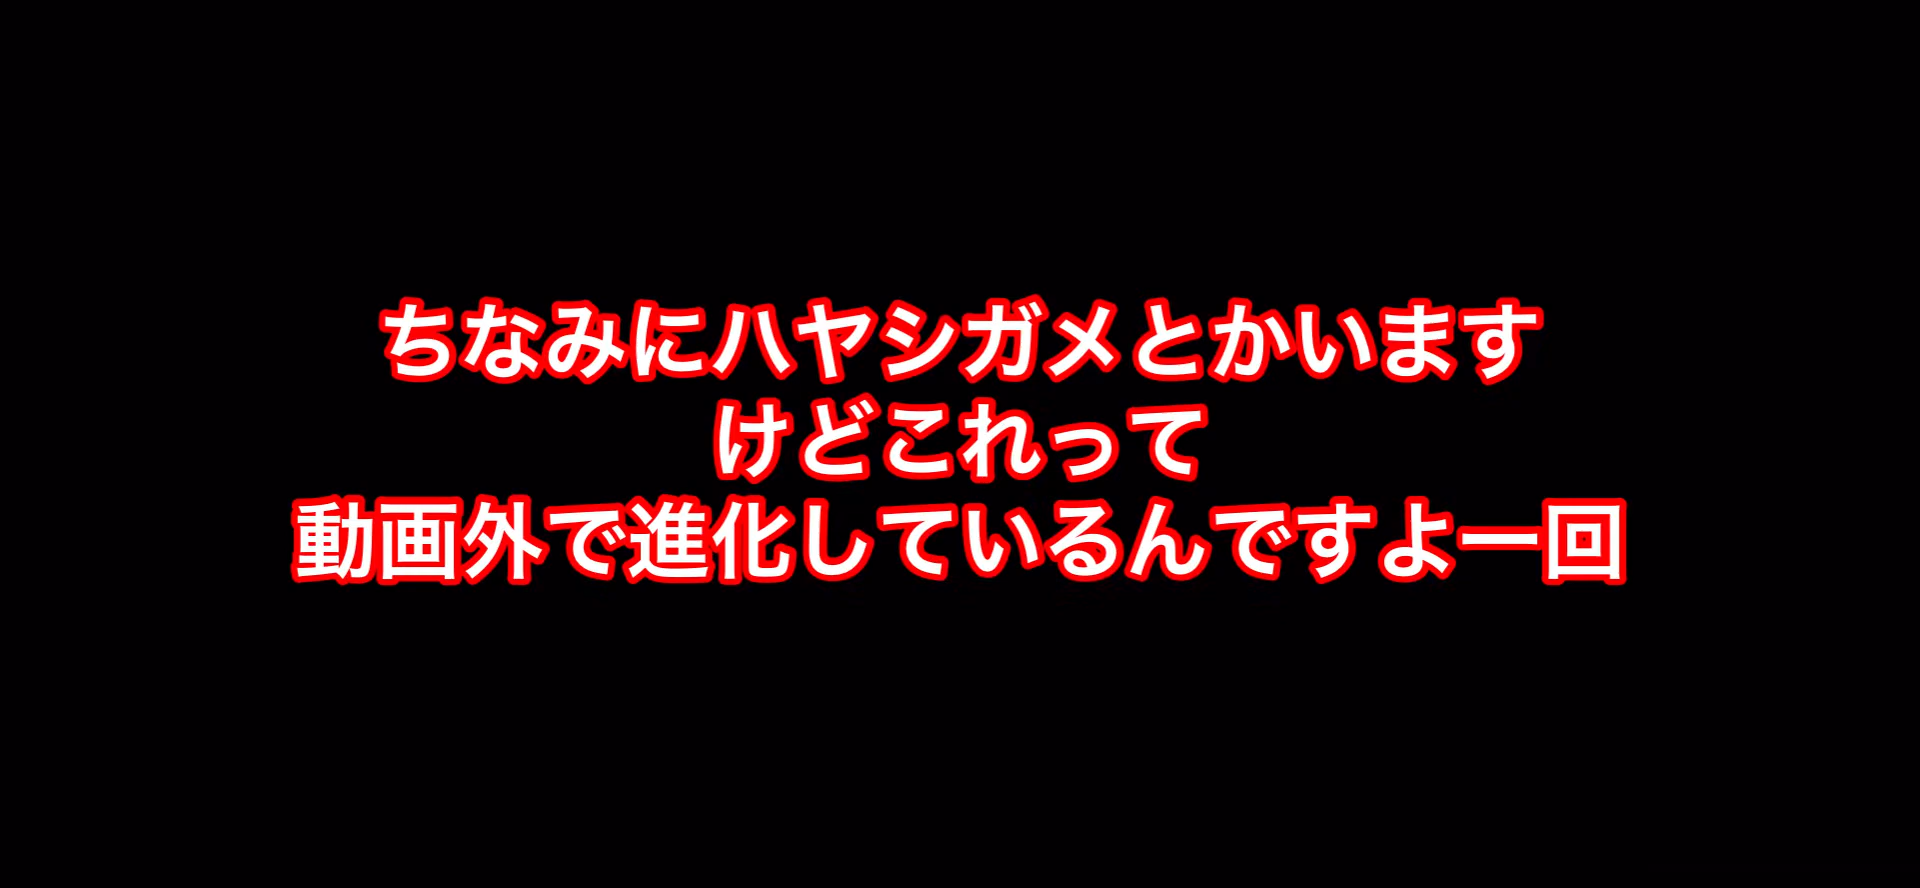 ちなみにハヤシガメとかいます
けどこれって
動画外で進化しているんですよ一回